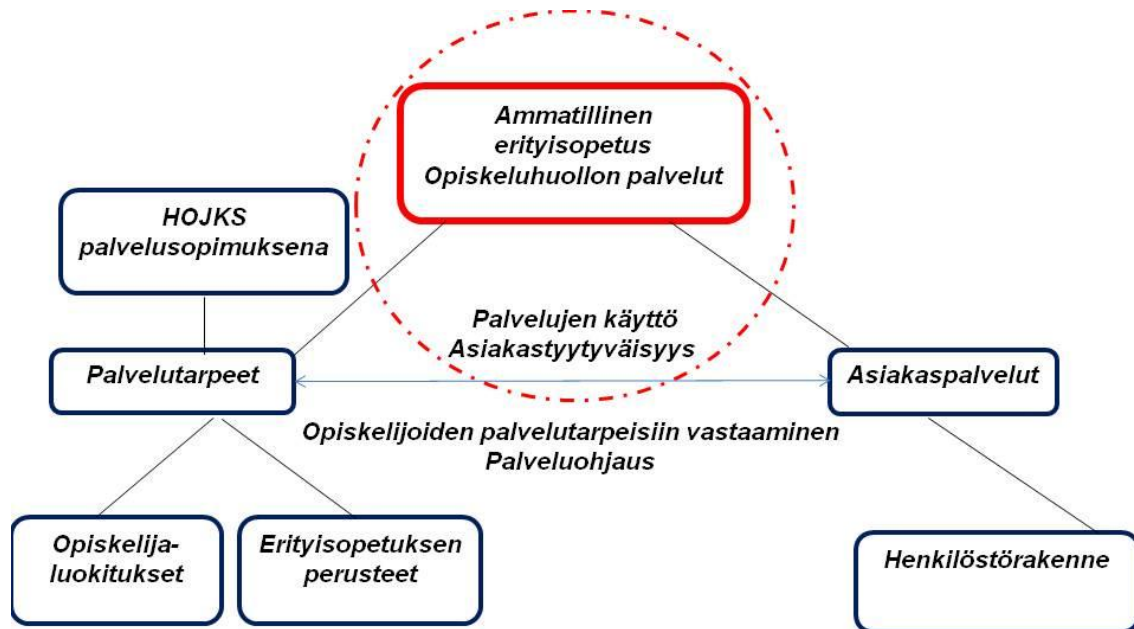 Ammatillinen
erityisopetus
Opiskeluhuollon palvelut
HOJKS
palvelusopimuksena
Palvelujen käyttö
Asiakastyytyväisyys
Palvelutarpeet
Asiakaspalvelut
Opiskelijoiden palvelutarpeisiin vastaaminen
Palveluohjaus
Opiskelija-
luokitukset
Erityisopetuksen
perusteet
Henkilöstörakenne